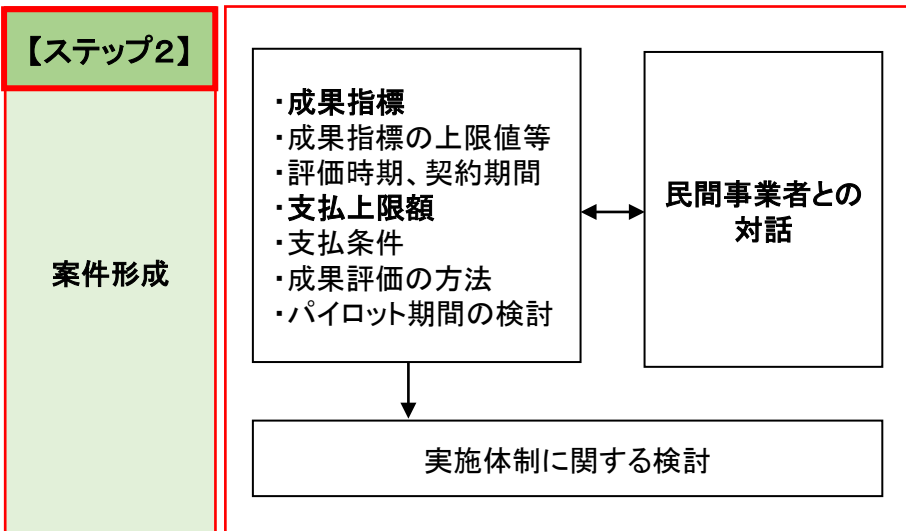 【ステップ2】
案件形成
・成果指標
・成果指標の上限値等
・評価時期、契約期間
・支払上限額
・支払条件
・成果評価の方法
・パイロット期間の検討
民間事業者との
対話
実施体制に関する検討